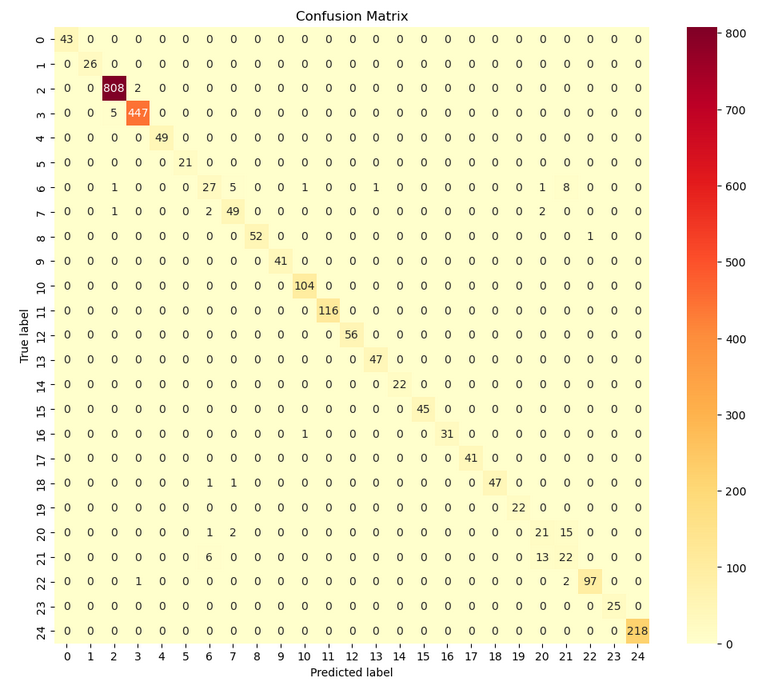 Confusion Matrix
0 43 0 0 0 0 0 0 0 0 0 0 0 0 0 0 0 0 0 0 0 0 0 0 0 0
1 0 26 0 0 0 0 0 0 0 0 0 0 0 0 0 0 0 0 0 0 0 0 0 0 0
2 0 0 808 2 0 0 0 0 0 0 0 0 0 0 0 0 0 0 0 0 0 0 0 0 0
3 0 0 5 447 0 0 0 0 0 0 0 0 0 0 0 0 0 0 0 0 0 0 0 0 0
4 0 0 0 0 49 0 0 0 0 0 0 0 0 0 0 0 0 0 0 0 0 0 0 0 0
5 0 0 0 0 0 21 0 0 0 0 0 0 0 0 0 0 0 0 0 0 0 0 0 0 0
6 0 0 1 0 0 0 27 5 0 0 1 0 0 1 0 0 0 0 0 0 1 8 0 0 0
7 0 0 1 0 0 0 2 49 0 0 0 0 0 0 0 0 0 0 0 0 2 0 0 0 0
8 0 0 0 0 0 0 0 0 52 0 0 0 0 0 0 0 0 0 0 0 0 0 1 0 0
9 0 0 0 0 0 0 0 0 0 41 0 0 0 0 0 0 0 0 0 0 0 0 0 0 0
10 0 0 0 0 0 0 0 0 0 0 104 0 0 0 0 0 0 0 0 0 0 0 0 0 0
11 0 0 0 0 0 0 0 0 0 0 0 116 0 0 0 0 0 0 0 0 0 0 0 0 0
12 0 0 0 0 0 0 0 0 0 0 0 0 56 0 0 0 0 0 0 0 0 0 0 0 0
13 0 0 0 0 0 0 0 0 0 0 0 0 0 47 0 0 0 0 0 0 0 0 0 0 0
14 0 0 0 0 0 0 0 0 0 0 0 0 0 0 22 0 0 0 0 0 0 0 0 0 0
15 0 0 0 0 0 0 0 0 0 0 0 0 0 0 0 45 0 0 0 0 0 0 0 0 0
16 0 0 0 0 0 0 0 0 0 0 1 0 0 0 0 0 31 0 0 0 0 0 0 0 0
17 0 0 0 0 0 0 0 0 0 0 0 0 0 0 0 0 0 41 0 0 0 0 0 0 0
18 0 0 0 0 0 0 1 1 0 0 0 0 0 0 0 0 0 0 47 0 0 0 0 0 0
19 0 0 0 0 0 0 0 0 0 0 0 0 0 0 0 0 0 0 0 22 0 0 0 0 0
20 0 0 0 0 0 0 1 2 0 0 0 0 0 0 0 0 0 0 0 0 21 15 0 0 0
21 0 0 0 0 0 0 6 0 0 0 0 0 0 0 0 0 0 0 0 0 13 22 0 0 0
22 0 0 0 1 0 0 0 0 0 0 0 0 0 0 0 0 0 0 0 0 0 2 97 0 0
23 0 0 0 0 0 0 0 0 0 0 0 0 0 0 0 0 0 0 0 0 0 0 0 25 0
24 0 0 0 0 0 0 0 0 0 0 0 0 0 0 0 0 0 0 0 0 0 0 0 0 218
0 1 2 3 4 5 6 7 8 9 10 11 12 13 14 15 16 17 18 19 20 21 22 23 24
Predicted label
True label
800
700
600
500
400
300
200
100
0